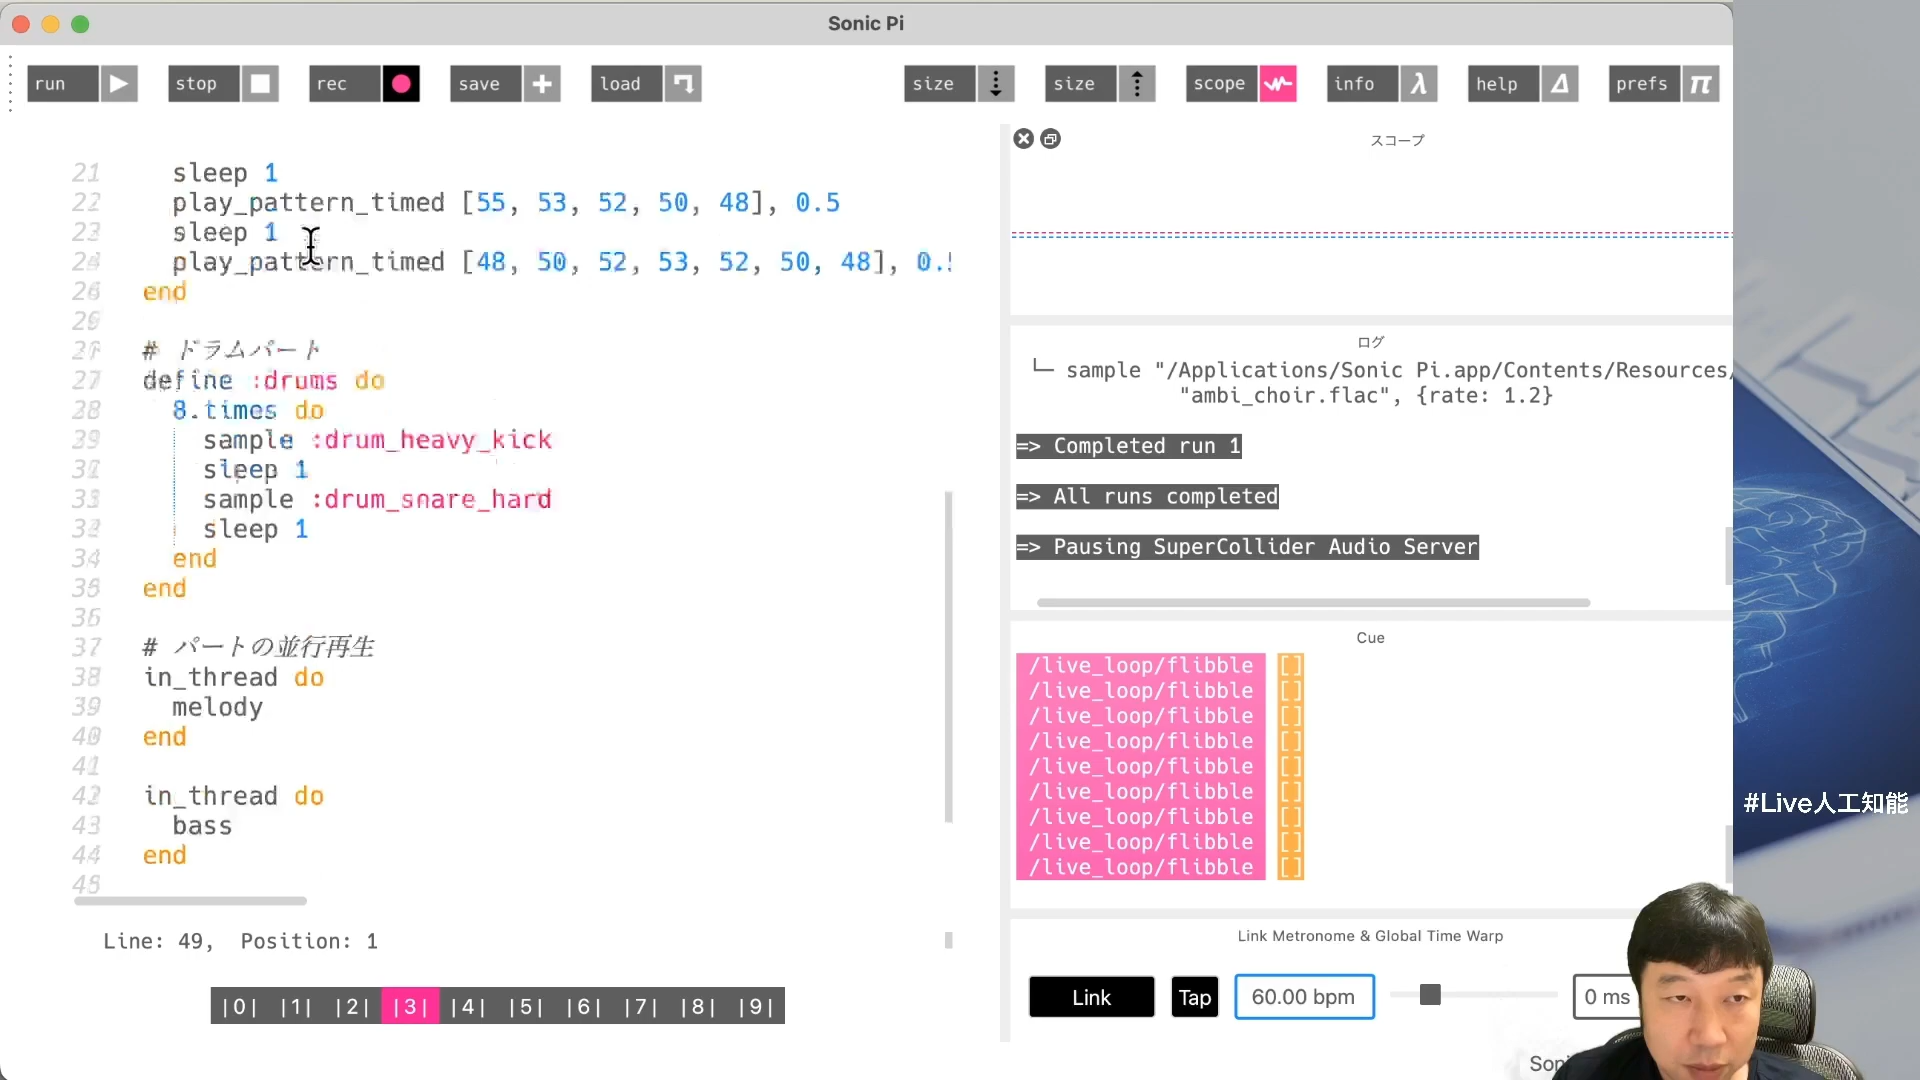 Sonic Pi
run
stop
rec
save
load
size
size
scope
info
help
prefs
21 sleep 1
22 play_pattern_timed [55, 53, 52, 50, 48], 0.5
23 sleep 1
play_pattern_timed [48, 50, 52, 53, 52, 50, 48], 0.
end
# ドラムパート
27 define :drums do
28 8.times do
sample :drum_heavy_kick
sleep 1
sample :drum_snare_hard
sleep 1
34 end
35 end
36
37 # パートの並行再生
38 in_thread do
39 melody
40 end
41
42 in_thread do
43 bass
44 end
45
Line: 49, Position: 1
|0| |1| |2| |3| |4| |5| |6| |7| |8| |9|
スコープ
ログ
└─ sample "/Applications/Sonic Pi.app/Contents/Resources/
"ambi_choir.flac", {rate: 1.2}
=> Completed run 1
=> All runs completed
=> Pausing SuperCollider Audio Server
Cue
/live_loop/flibble []
/live_loop/flibble []
/live_loop/flibble []
/live_loop/flibble []
/live_loop/flibble []
/live_loop/flibble []
/live_loop/flibble []
/live_loop/flibble []
/live_loop/flibble []
Link Metronome & Global Time Warp
Link
Tap
60.00 bpm
0 ms
Soni
#Live人工知能